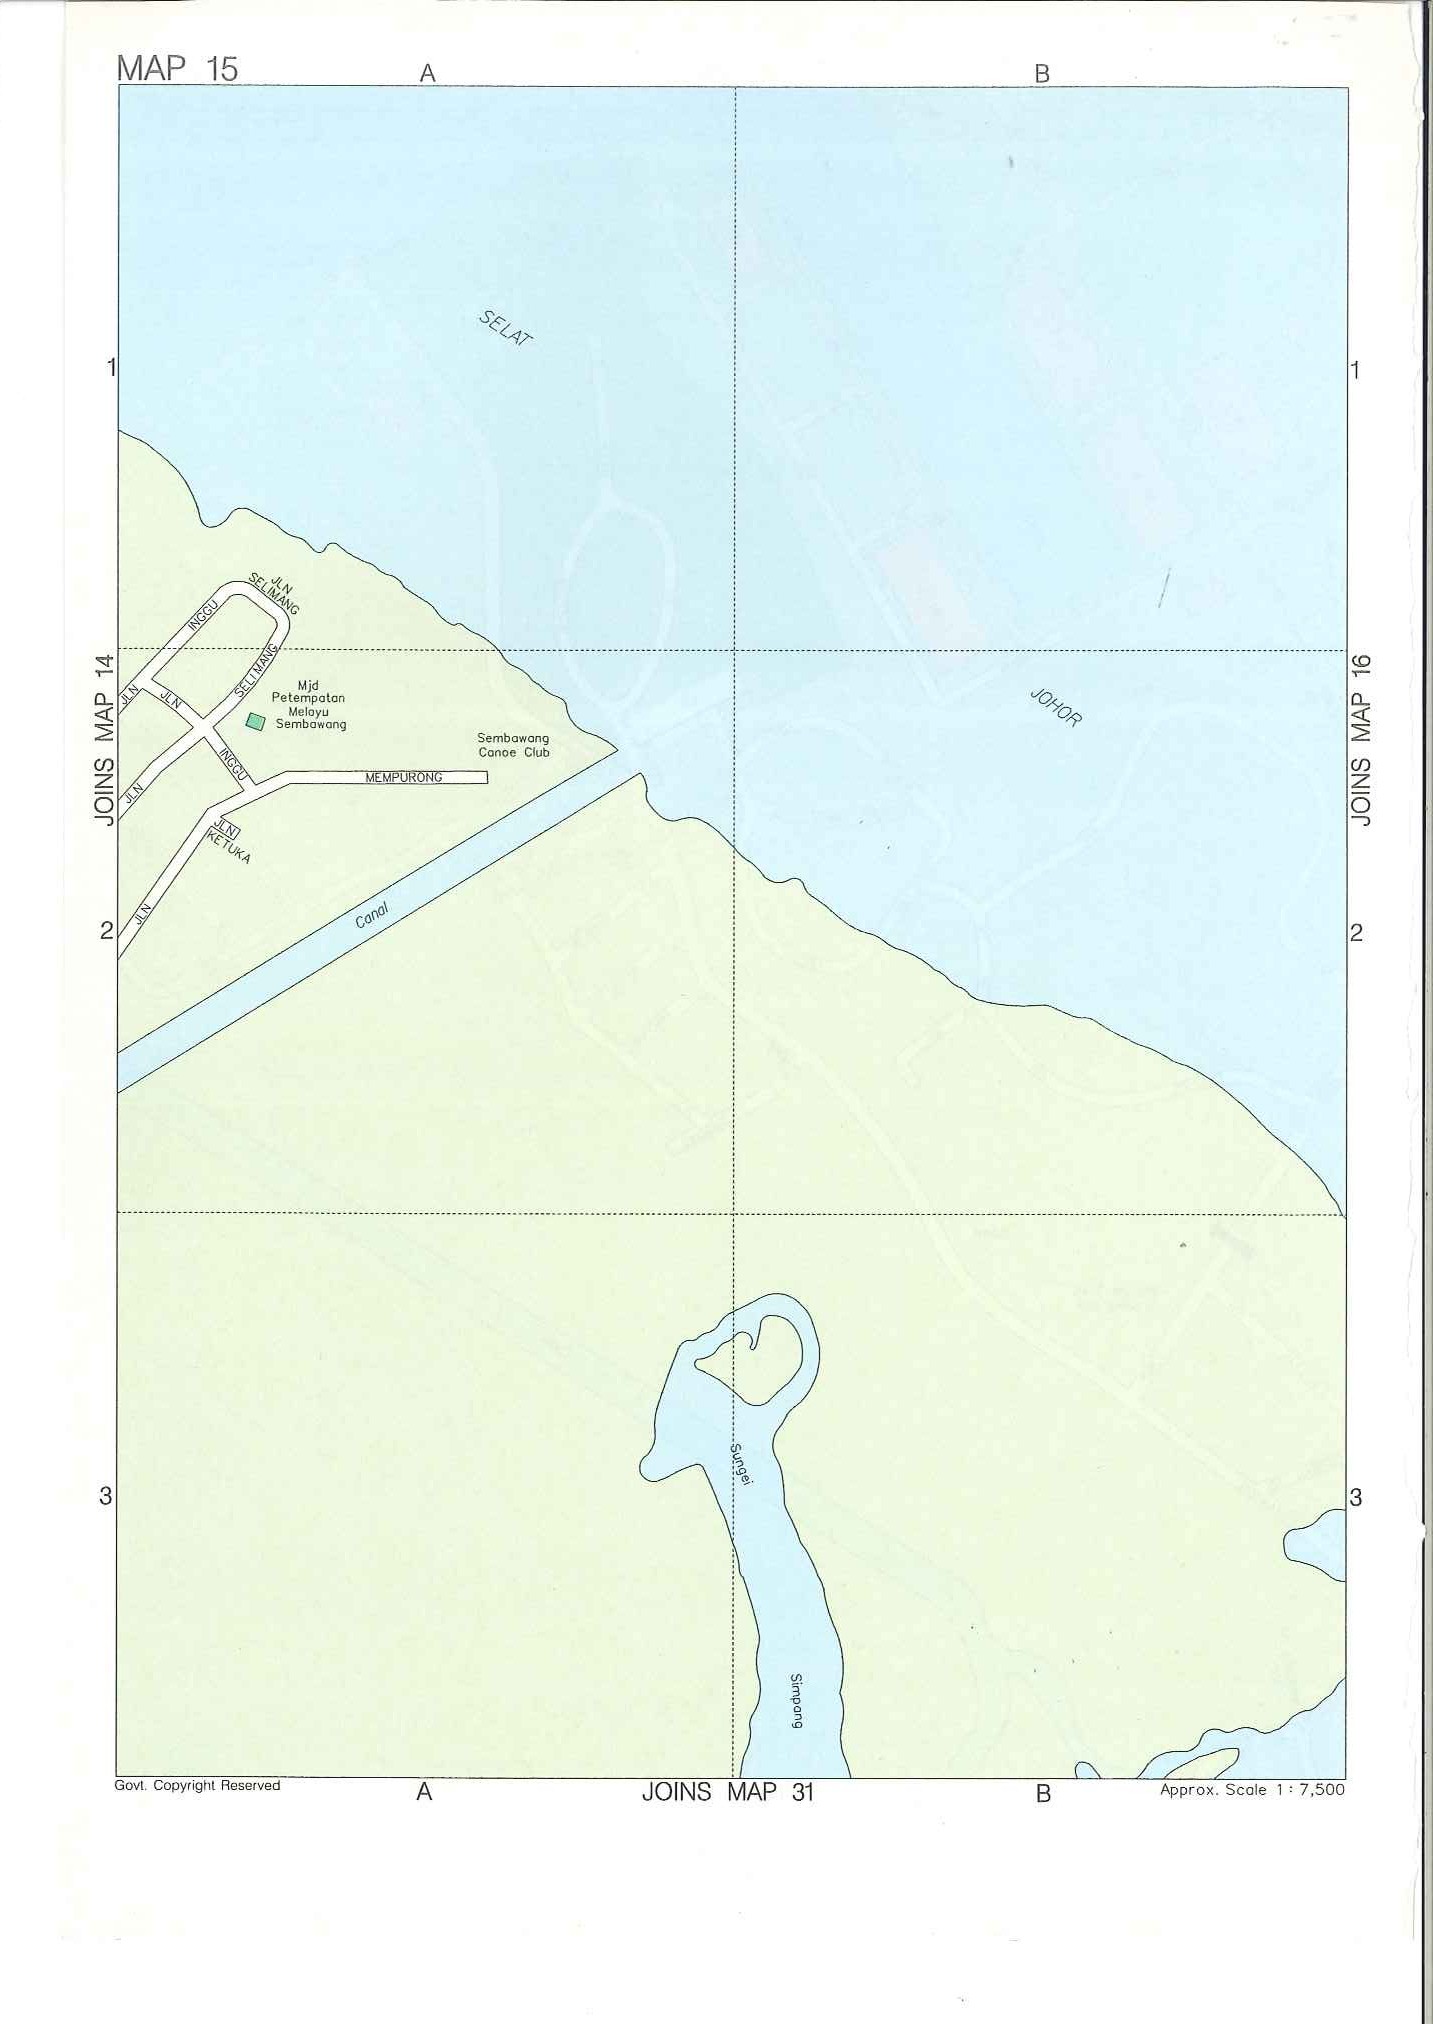 MAP 15
A
B
SELAT
1
1
JLN
SELIMANG
INGGU
SELIMANG
JLN
JLN
Mjd
Petempatan
Melayu
Sembawang
JOINS MAP 14
JOHOR
JOINS MAP 16
Sembawang
Canoe Club
INGGU
MEMPURONG
JLN
JLN
KETUKA
JLN
Canal
2
2
Sungei
3
3
Simpang
Govt. Copyright Reserved
A
JOINS MAP 31
B
Approx. Scale 1 : 7,500